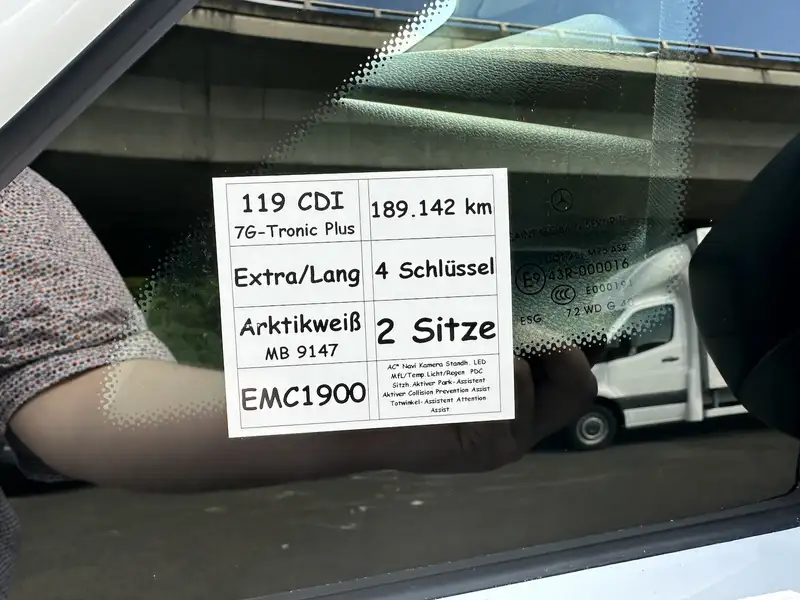 119 CDI
7G-Tronic Plus
189.142 km
Extra/Lang
4 Schlüssel
Arktikweiß
MB 9147
2 Sitze
EMC1900
AC* Navi Kamera Standh. LED
MfL/Temp.Licht/Regen PDC
Sitzh.Aktiver Park-Assistent
Aktiver Collision Prevention Assist
Totwinkel-Assistent Attention
Assist
E9 43R-000016
CCC E000191
ESG 72 WD G